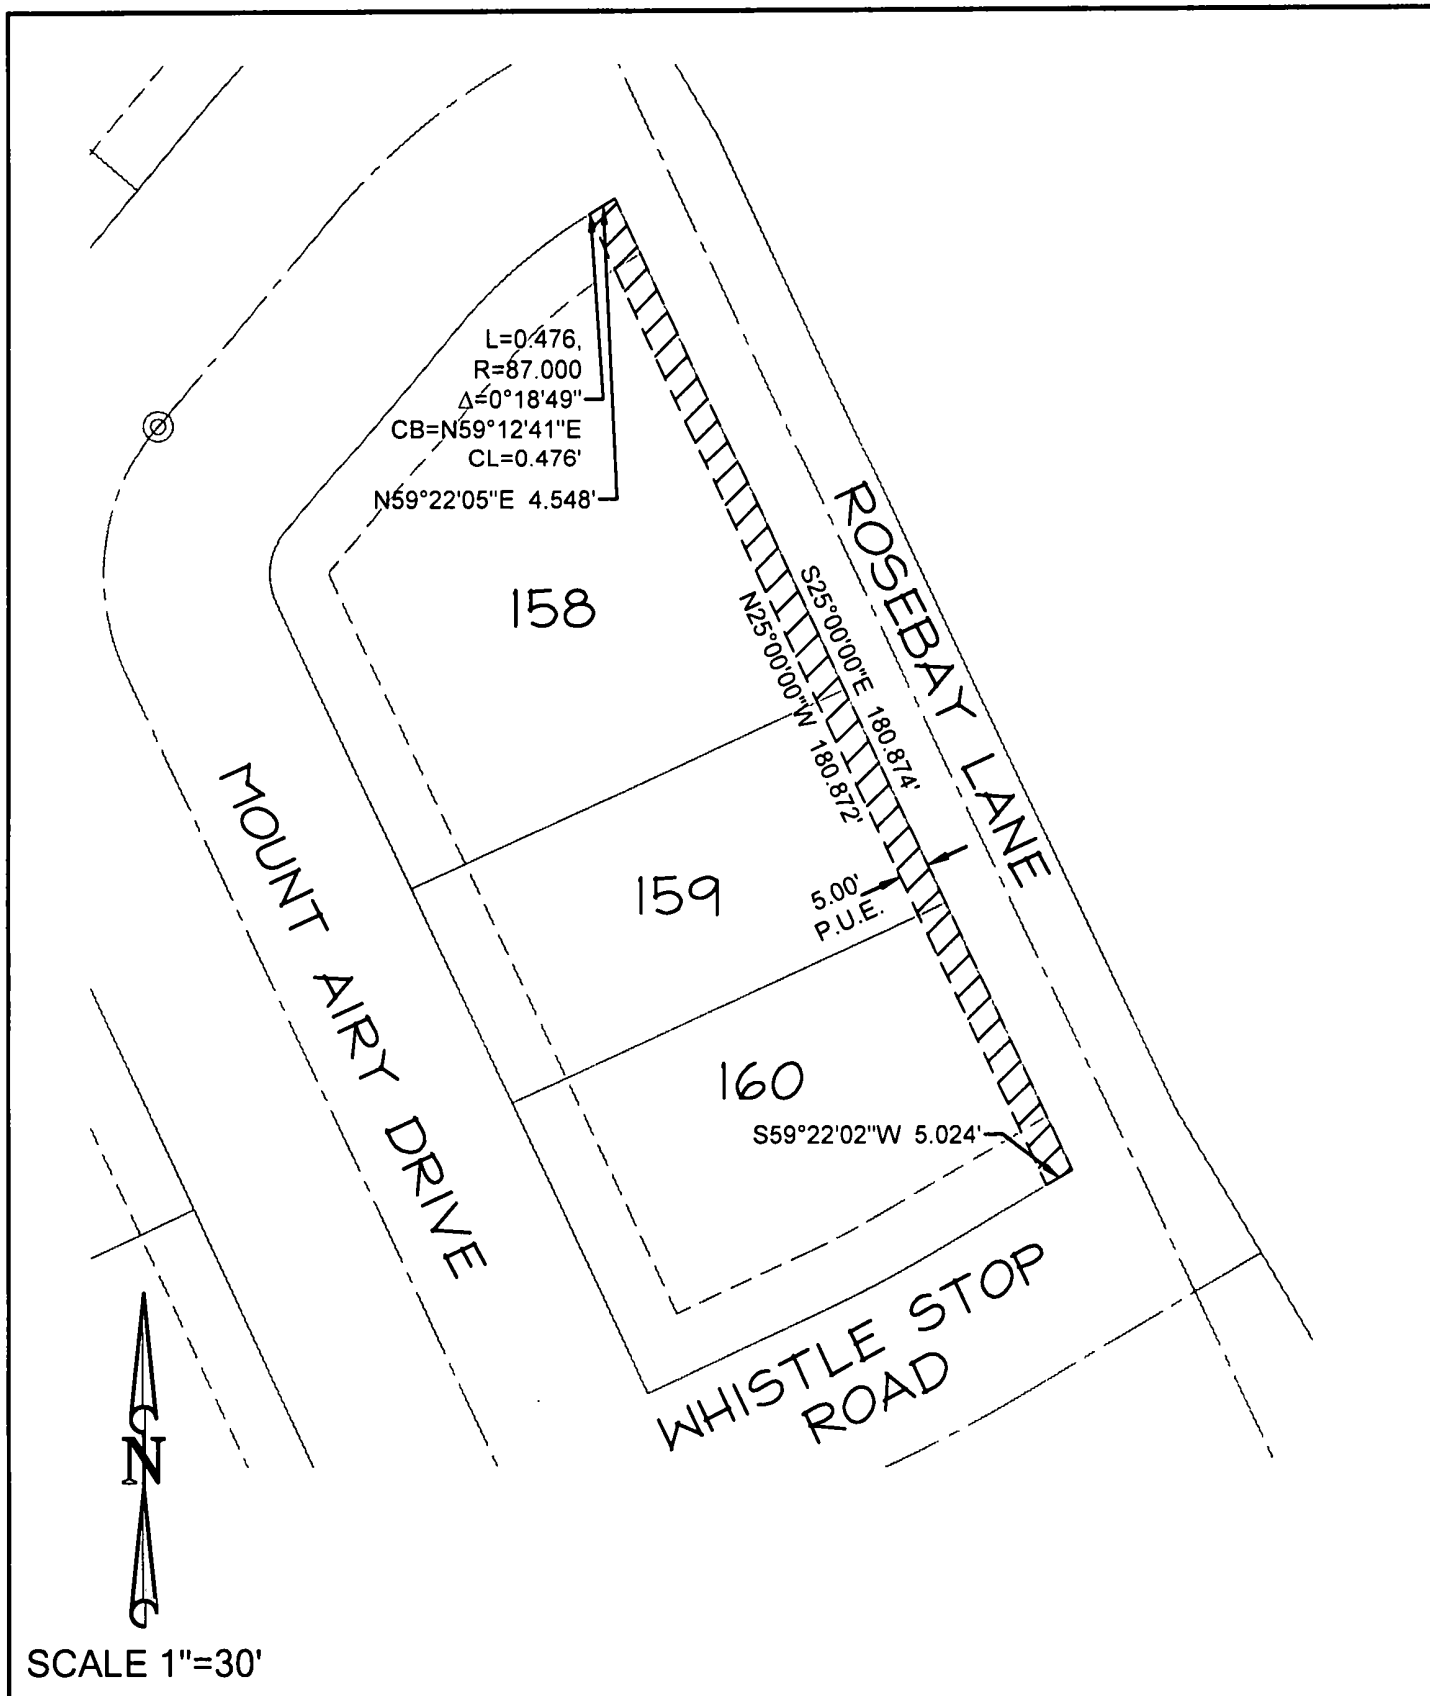 L=0.476,
R=87.000
Δ=0°18'49"
CB=N59°12'41"E
CL=0.476'
N59°22'05"E 4.548'
158
ROSEBAY LANE
S25°00'00"E 180.874'
N25°00'00"W 180.872'
MOUNT AIRY DRIVE
159
5.00'
P.U.E.
160
S59°22'02"W 5.024'
WHISTLE STOP
ROAD
N
SCALE 1"=30'